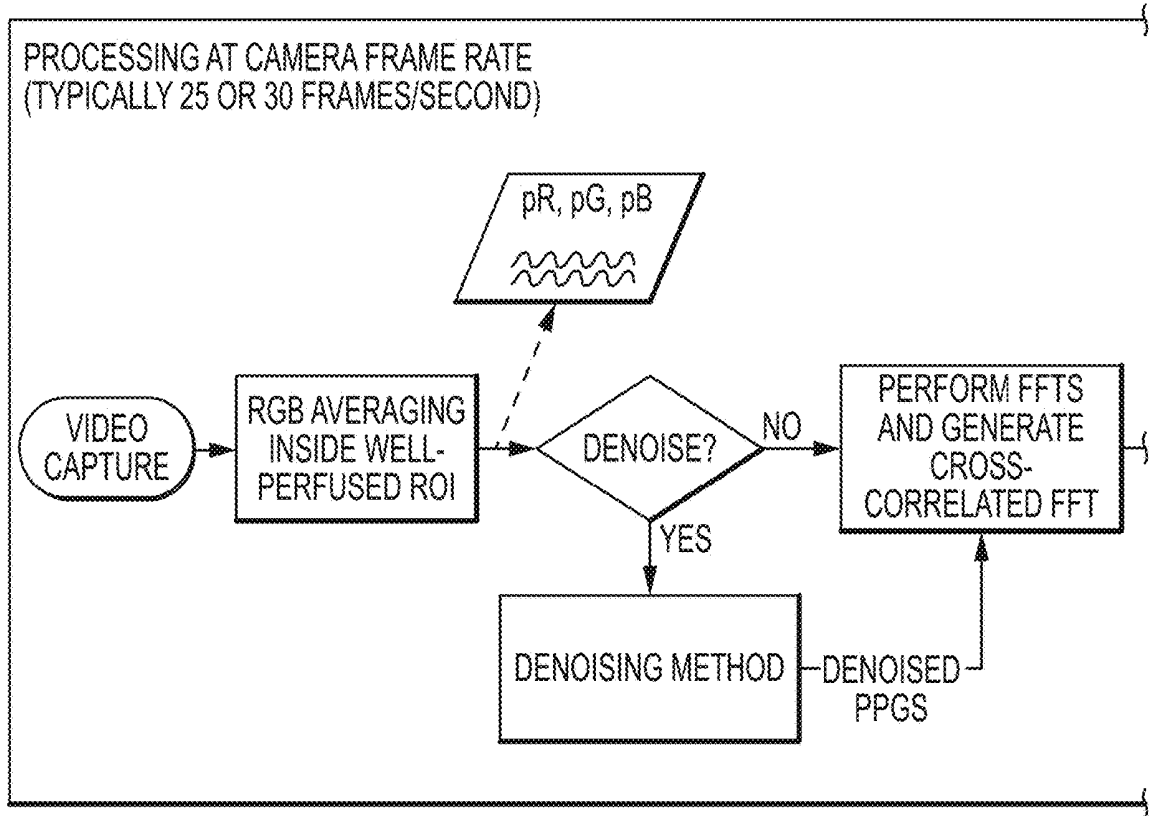 PROCESSING AT CAMERA FRAME RATE
(TYPICALLY 25 OR 30 FRAMES/SECOND)
pR, pG, pB
VIDEO
CAPTURE
RGB AVERAGING
INSIDE WELL-
PERFUSED ROI
DENOISE?
NO
YES
PERFORM FFTS
AND GENERATE
CROSS-
CORRELATED FFT
DENOISING METHOD
DENOISED
PPGS